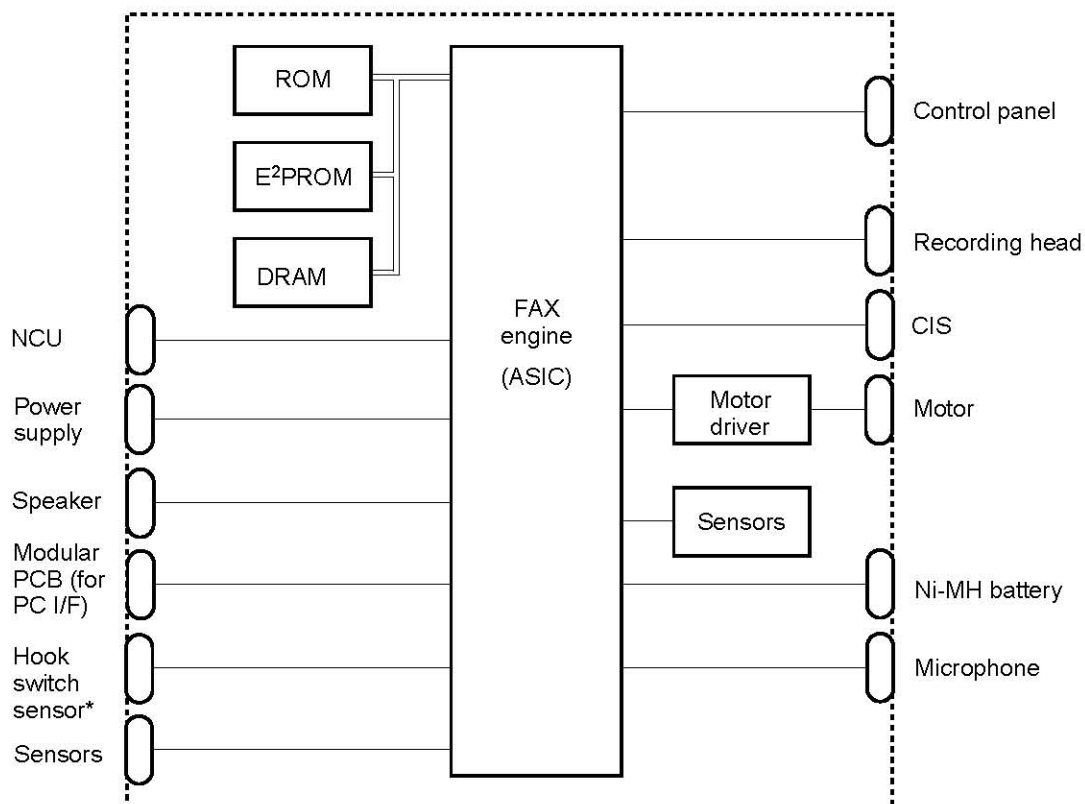 ROM
E²PROM
DRAM
FAX
engine
(ASIC)
Motor
driver
Sensors
NCU
Power
supply
Speaker
Modular
PCB (for
PC I/F)
Hook
switch
sensor*
Sensors
Control panel
Recording head
CIS
Motor
Ni-MH battery
Microphone